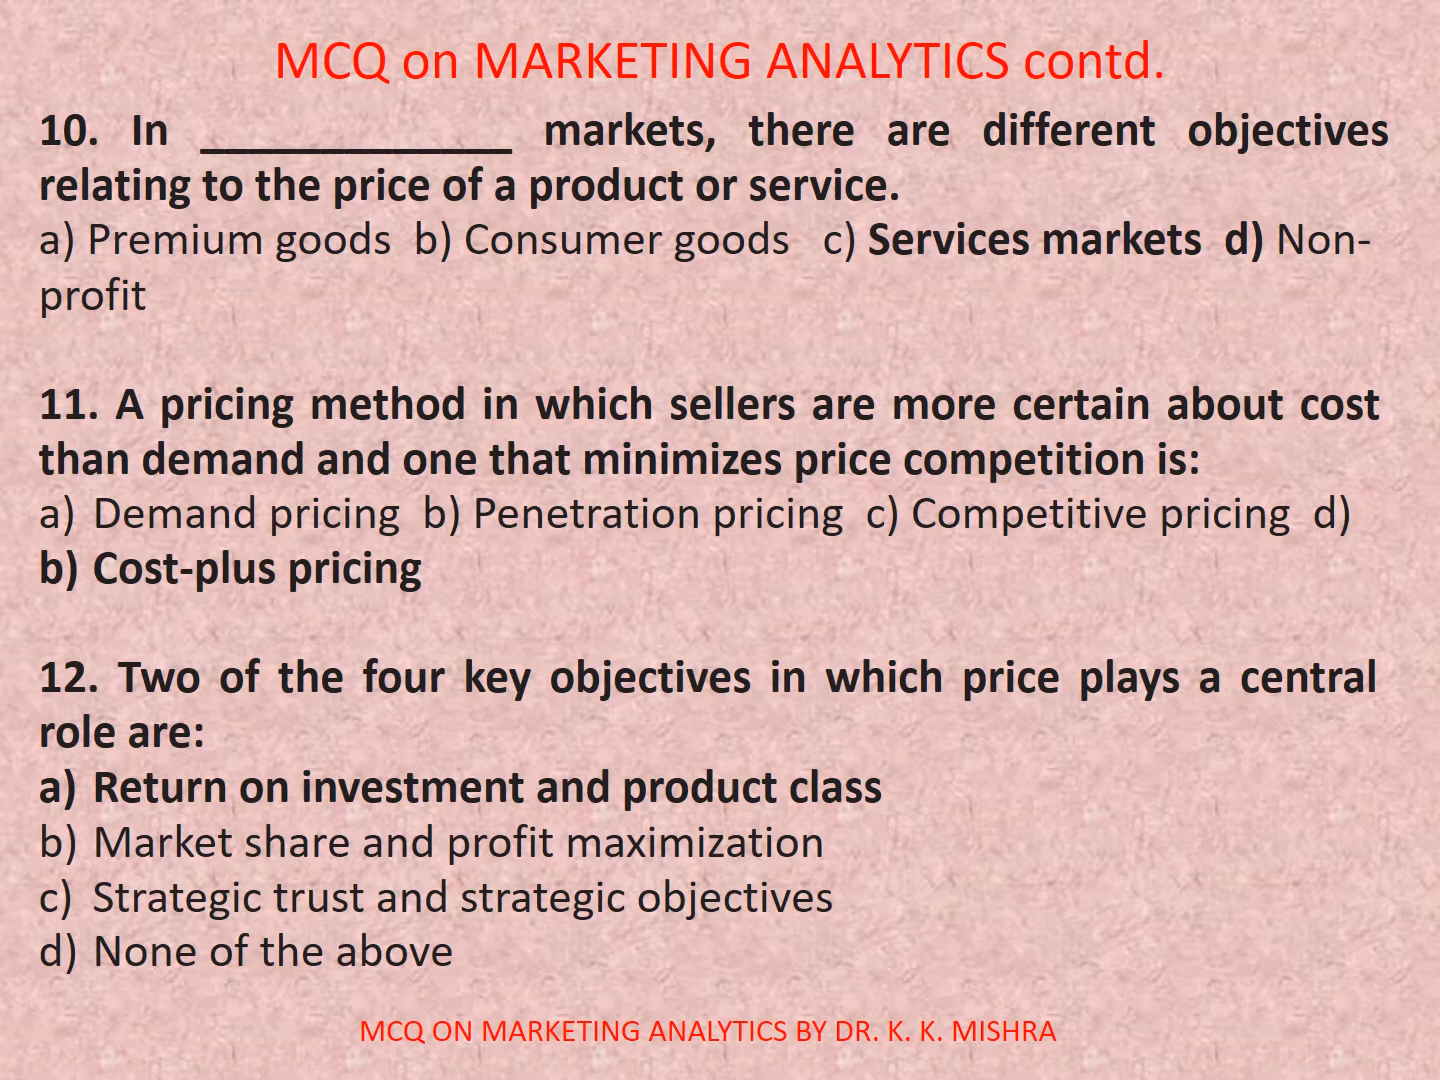 MCQ on MARKETING ANALYTICS contd.
10. In _____________ markets, there are different objectives
relating to the price of a product or service.
a) Premium goods b) Consumer goods c) Services markets d) Non-
profit
11. A pricing method in which sellers are more certain about cost
than demand and one that minimizes price competition is:
a) Demand pricing b) Penetration pricing c) Competitive pricing d)
b) Cost-plus pricing
12. Two of the four key objectives in which price plays a central
role are:
a) Return on investment and product class
b) Market share and profit maximization
c) Strategic trust and strategic objectives
d) None of the above
MCQ ON MARKETING ANALYTICS BY DR. K. K. MISHRA